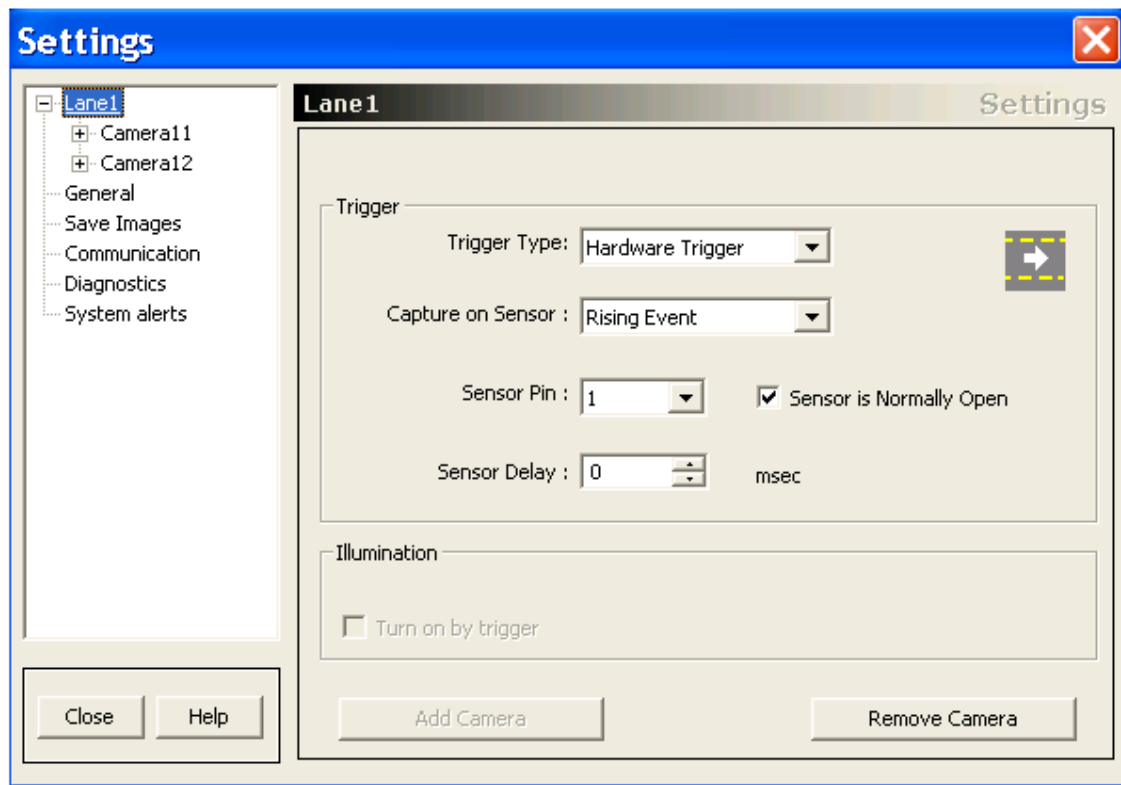 Settings
Lane1
Camera11
Camera12
General
Save Images
Communication
Diagnostics
System alerts
Close
Help
Lane1
Settings
Trigger
Trigger Type:
Hardware Trigger
Capture on Sensor :
Rising Event
Sensor Pin :
1
Sensor is Normally Open
Sensor Delay :
0
msec
Illumination
Turn on by trigger
Add Camera
Remove Camera